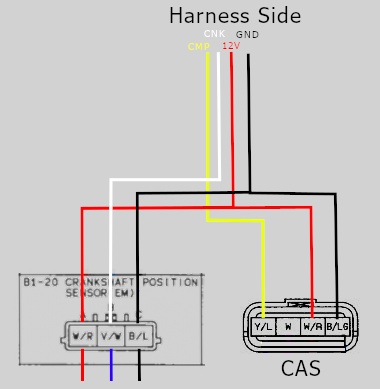 Harness Side
CNK GND
CMP 12V
B1-20 CRANKSHAFT POSITION
SENSOR (EM)
A B C
W/R V/W B/L
Y/L W W/R B/LG
CAS